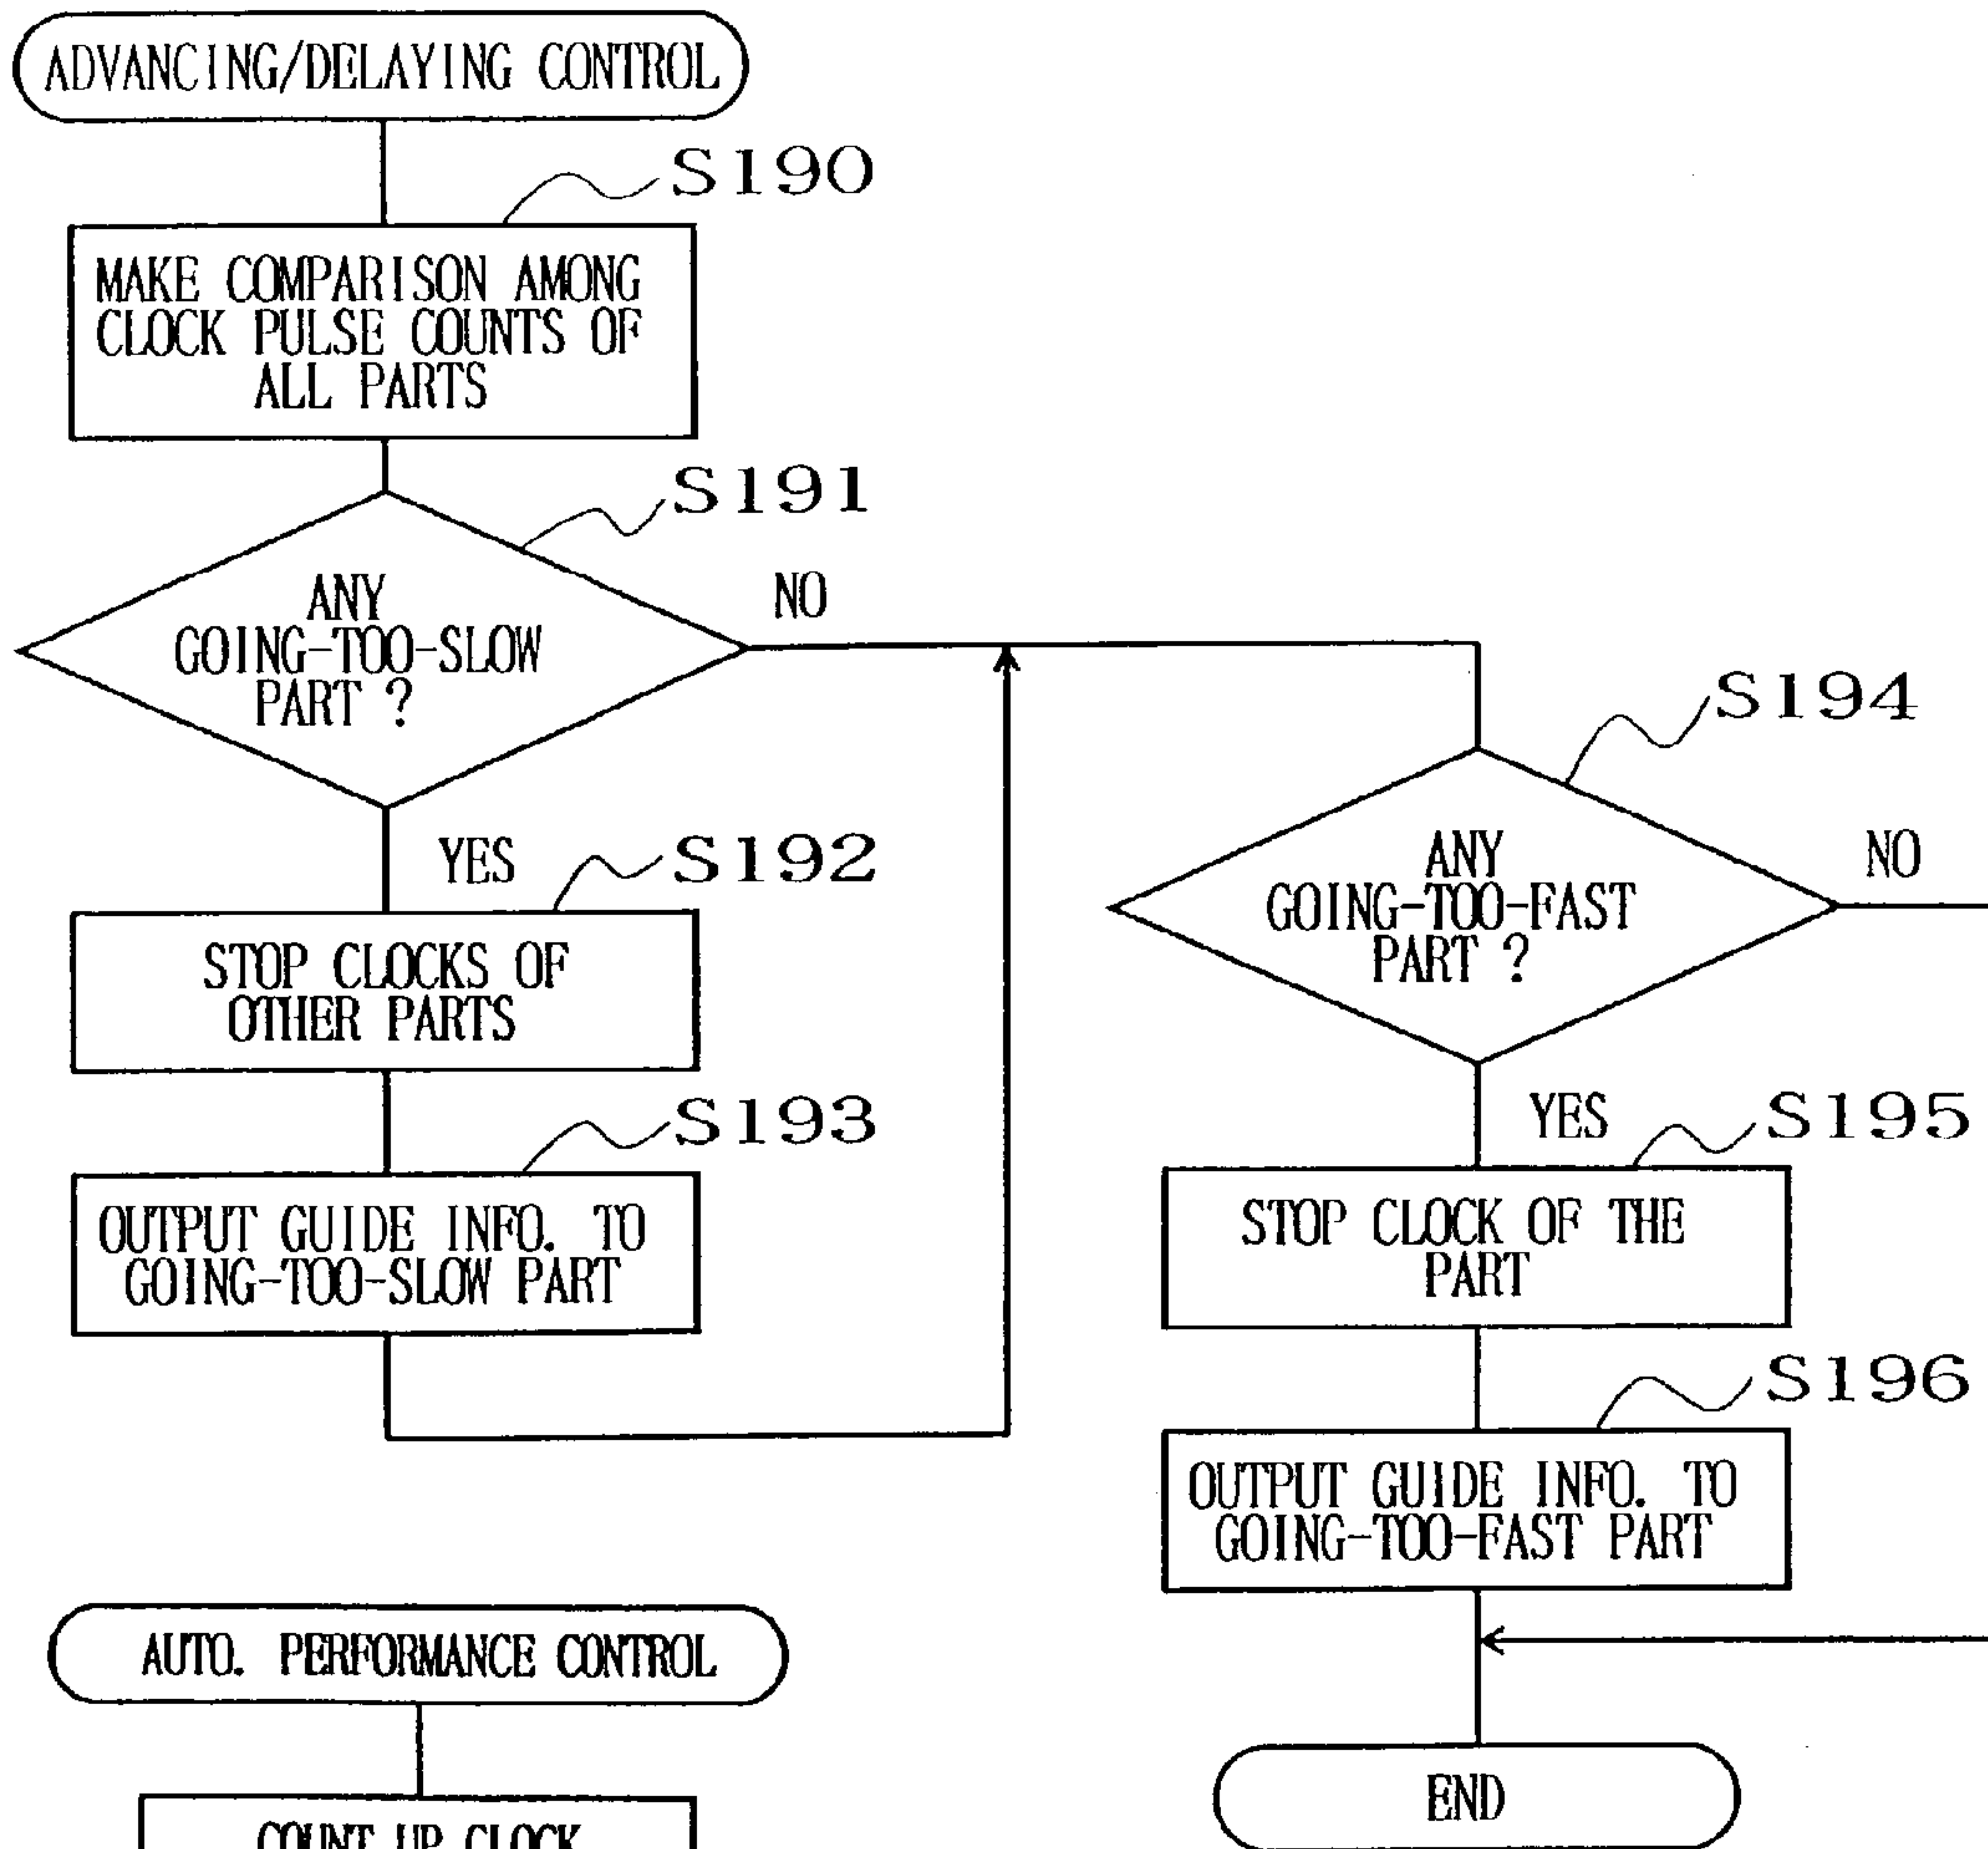 ADVANCING/DELAYING CONTROL
S190
MAKE COMPARISON AMONG
CLOCK PULSE COUNTS OF
ALL PARTS
S191
ANY
GOING-TOO-SLOW
PART ?
NO
YES
S192
STOP CLOCKS OF
OTHER PARTS
S193
OUTPUT GUIDE INFO. TO
GOING-TOO-SLOW PART
S194
ANY
GOING-TOO-FAST
PART ?
NO
YES
S195
STOP CLOCK OF THE
PART
S196
OUTPUT GUIDE INFO. TO
GOING-TOO-FAST PART
END
AUTO. PERFORMANCE CONTROL
COUNT UP CLOCK